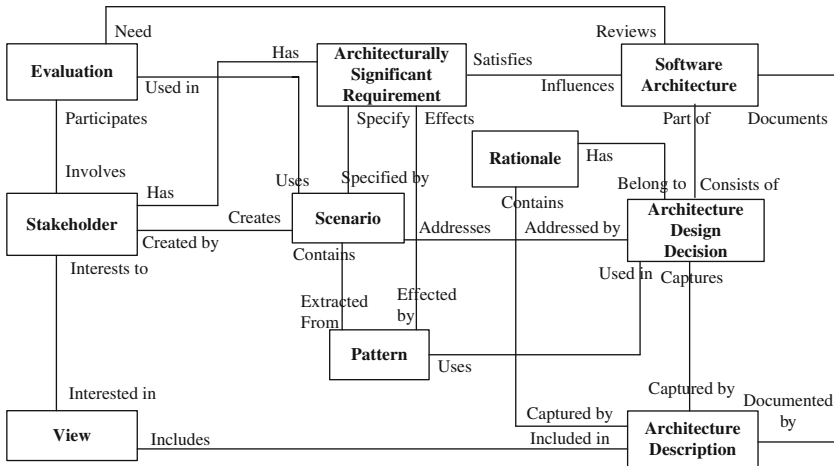 Need
Reviews
Evaluation
Has
Architecturally
Significant
Requirement
Satisfies
Influences
Software
Architecture
Used in
Participates
Specify
Effects
Part of
Documents
Rationale
Has
Involves
Has
Uses
Specified by
Contains
Belong to
Consists of
Stakeholder
Creates
Created by
Scenario
Addresses
Addressed by
Architecture
Design
Decision
Interests to
Contains
Used in
Captures
Extracted
From
Effected
by
Pattern
Uses
Interested in
Captured by
Documented
by
View
Includes
Captured by
Included in
Architecture
Description